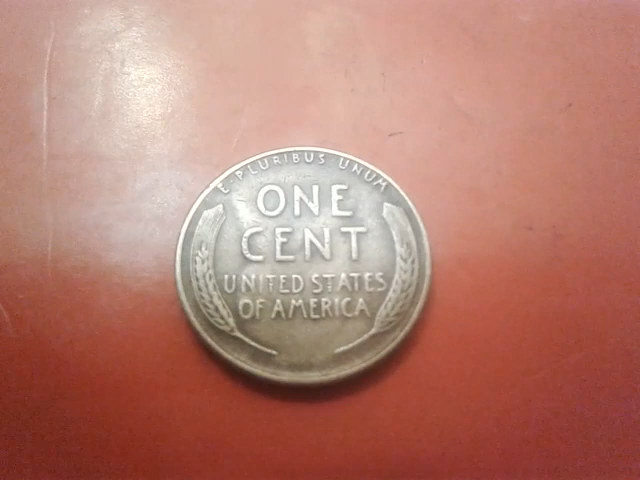 E·PLURIBUS·UNUM
ONE
CENT
UNITED STATES
OF AMERICA